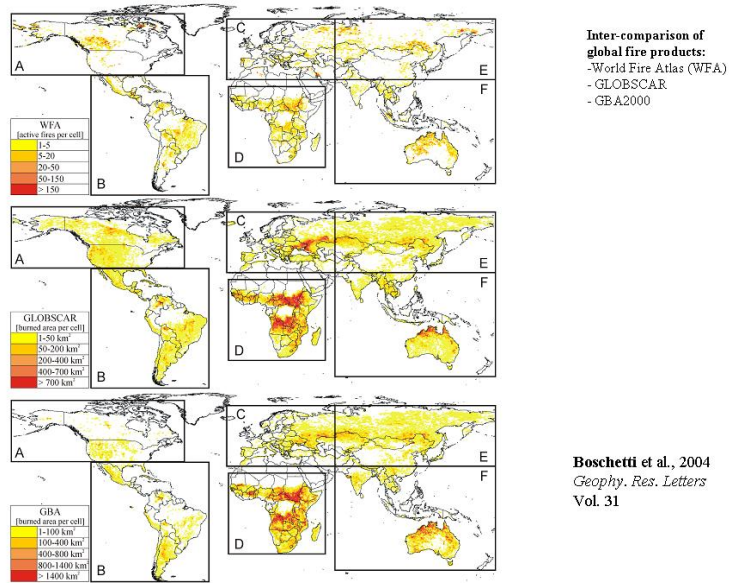 Inter-comparison of
global fire products:
-World Fire Atlas (WFA)
- GLOBSCAR
- GBA2000
A
B
C
D
E
F
WFA
[active fires per cell]
1-5
5-20
20-50
50-150
> 150
A
B
C
D
E
F
GLOBSCAR
[burned area per cell]
1-50 km²
50-200 km²
200-400 km²
400-700 km²
> 700 km²
A
B
C
D
E
F
GBA
[burned area per cell]
1-100 km²
100-400 km²
400-800 km²
800-1400 km²
> 1400 km²
Boschetti et al., 2004
Geophy. Res. Letters
Vol. 31